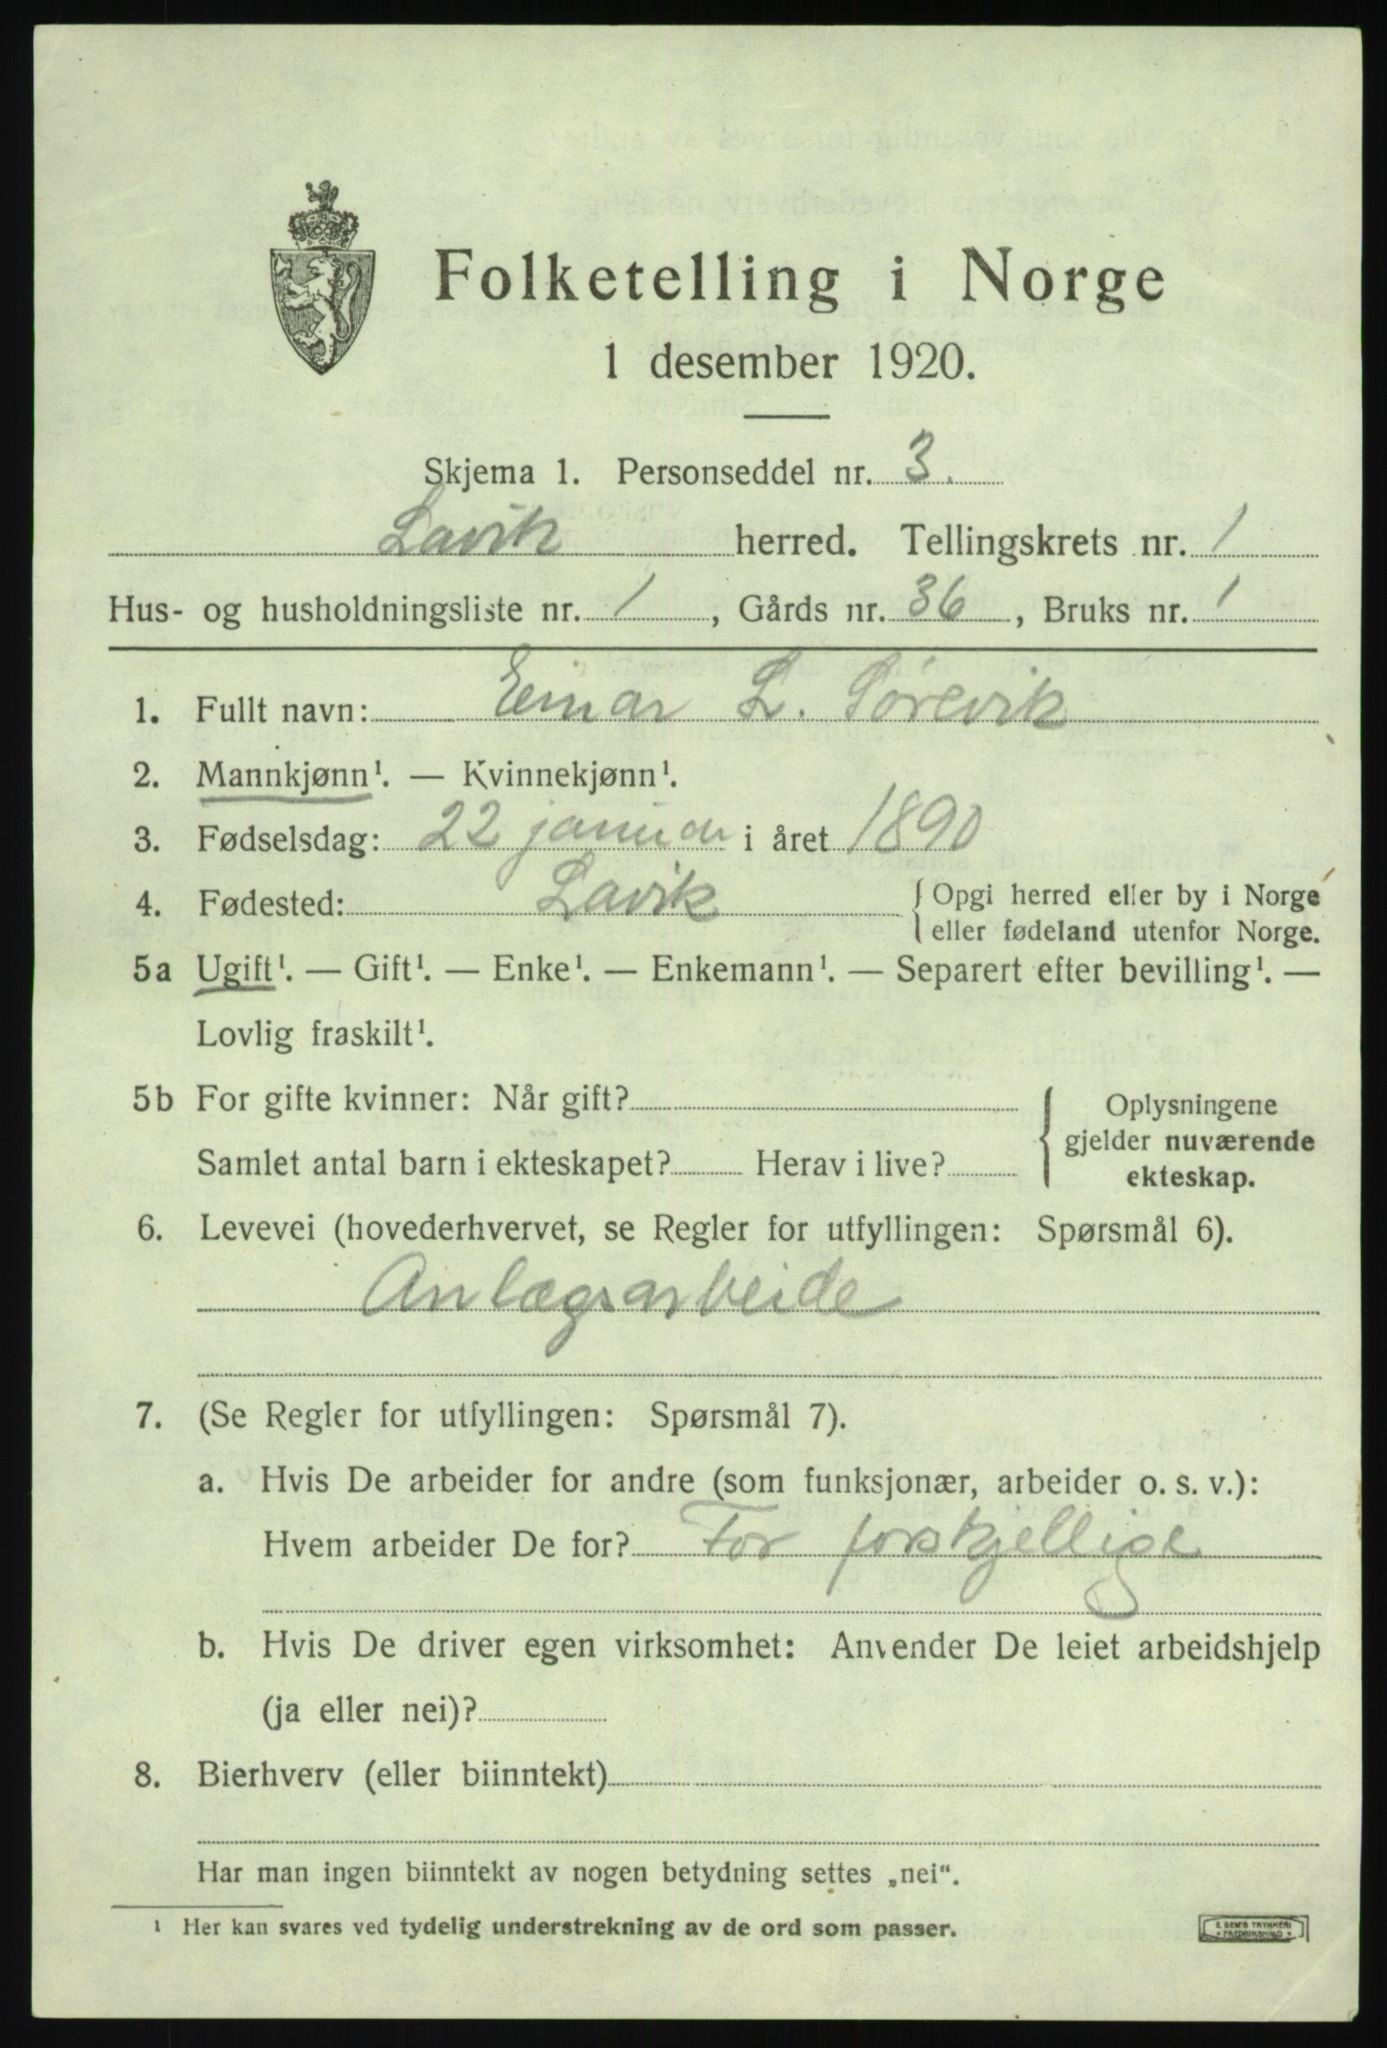 Folketelling i Norge
1 desember 1920.
Skjema 1. Personseddel nr. 3.
Lavik herred. Tellingskrets nr. 1
Hus- og husholdningsliste nr. 1, Gårds nr. 36, Bruks nr. 1
1. Fullt navn: Einar L. Sørevik
2. Mannkjønn¹. — Kvinnekjønn¹.
3. Fødselsdag: 22 januar i året 1890
4. Fødested: Lavik { Opgi herred eller by i Norge
eller fødeland utenfor Norge.
5a Ugift¹. — Gift¹. — Enke¹. — Enkemann¹. — Separert efter bevilling¹. —
Lovlig fraskilt¹.
5b For gifte kvinner: Når gift? { Oplysningene
gjelder nuværende
Samlet antal barn i ekteskapet? Herav i live?
ekteskap.
6. Levevei (hovederhvervet, se Regler for utfyllingen: Spørsmål 6).
Anlægsarbeide
7. (Se Regler for utfyllingen: Spørsmål 7).
a. Hvis De arbeider for andre (som funksjonær, arbeider o. s. v.):
Hvem arbeider De for? For forskjellige
b. Hvis De driver egen virksomhet: Anvender De leiet arbeidshjelp
(ja eller nei)?
8. Bierhverv (eller biinntekt)
Har man ingen biinntekt av nogen betydning settes „nei“.
¹ Her kan svares ved tydelig understrekning av de ord som passer.
E. SEM'S TRYKKERI
FREDRIKSHALD